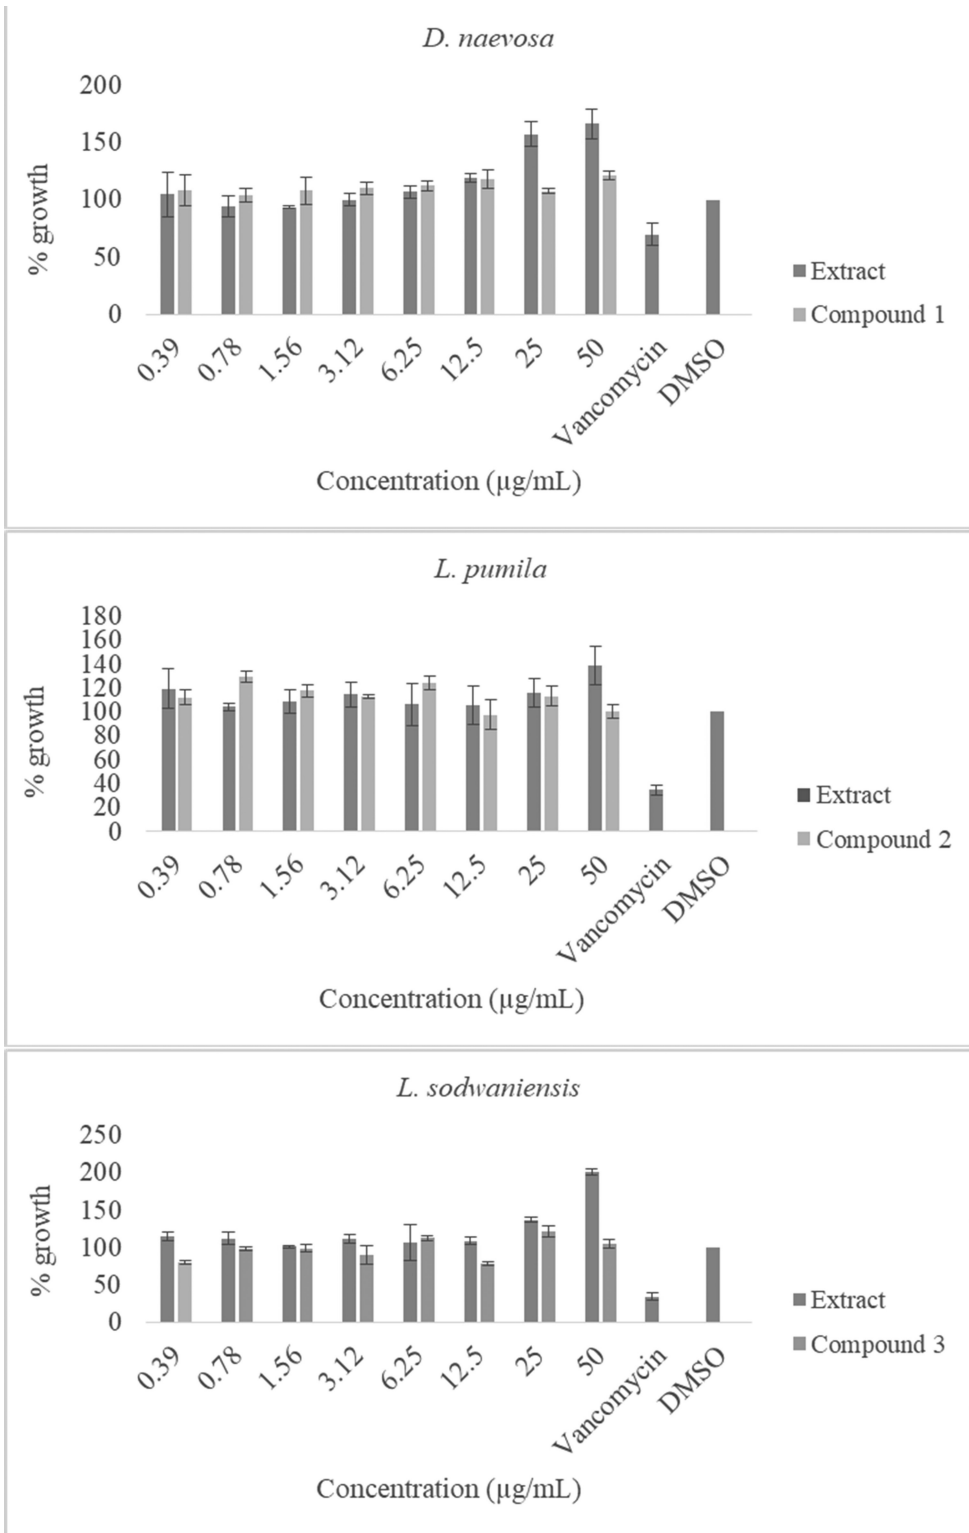 D. naevosa
200
150
100
50
0
% growth
0.39 0.78 1.56 3.12 6.25 12.5 25 50 Vancomycin DMSO
Concentration (µg/mL)
Extract
Compound 1
L. pumila
180
160
140
120
100
80
60
40
20
0
% growth
0.39 0.78 1.56 3.12 6.25 12.5 25 50 Vancomycin DMSO
Concentration (µg/mL)
Extract
Compound 2
L. sodwaniensis
250
200
150
100
50
0
% growth
0.39 0.78 1.56 3.12 6.25 12.5 25 50 Vancomycin DMSO
Concentration (µg/mL)
Extract
Compound 3